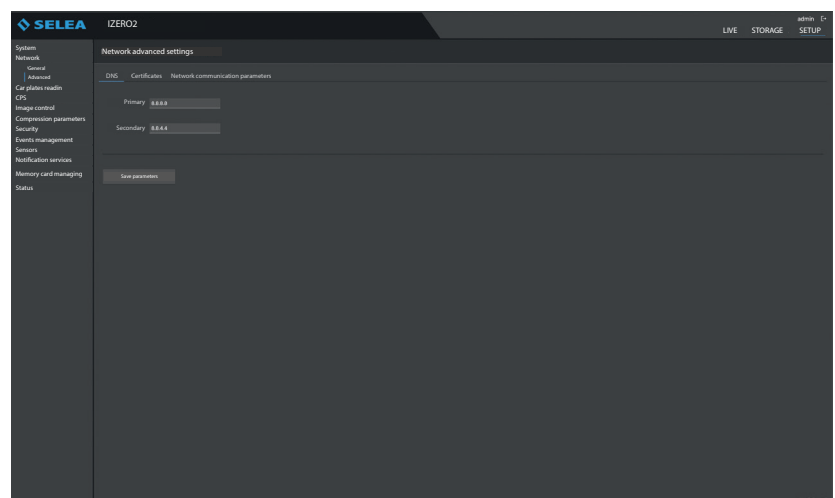 SELEA
IZERO2
admin
LIVE STORAGE SETUP
System
Network
General
Advanced
Car plates readin
CPS
Image control
Compression parameters
Security
Events management
Sensors
Notification services
Memory card managing
Status
Network advanced settings
DNS Certificates Network communication parameters
Primary 8.8.8.8
Secondary 8.8.4.4
Save parameters